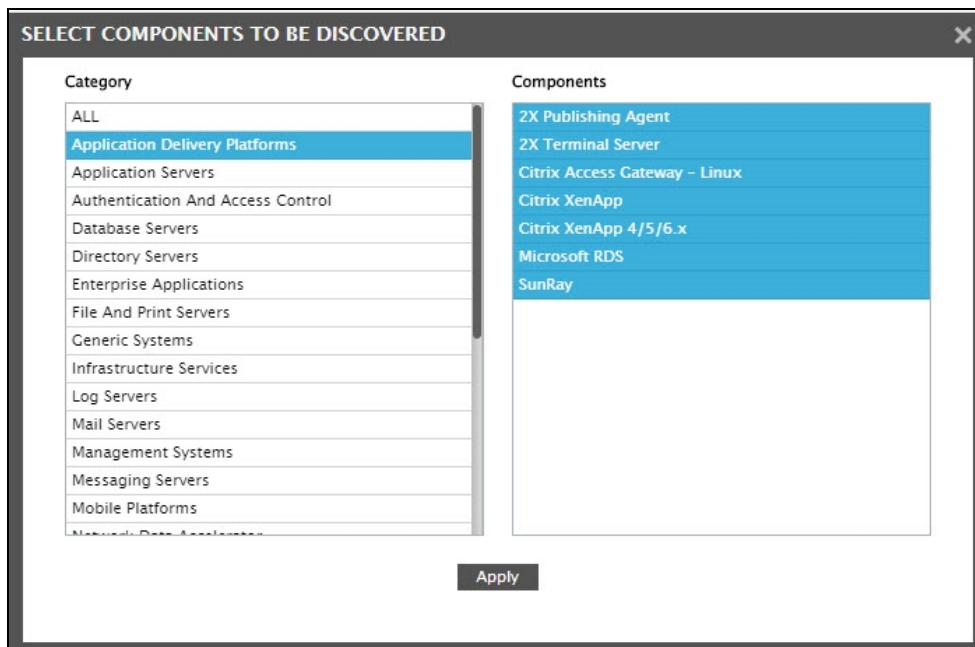 SELECT COMPONENTS TO BE DISCOVERED
Category
ALL
Application Delivery Platforms
Application Servers
Authentication And Access Control
Database Servers
Directory Servers
Enterprise Applications
File And Print Servers
Generic Systems
Infrastructure Services
Log Servers
Mail Servers
Management Systems
Messaging Servers
Mobile Platforms
Network Data Accelerator
Components
2X Publishing Agent
2X Terminal Server
Citrix Access Gateway – Linux
Citrix XenApp
Citrix XenApp 4/5/6.x
Microsoft RDS
SunRay
Apply